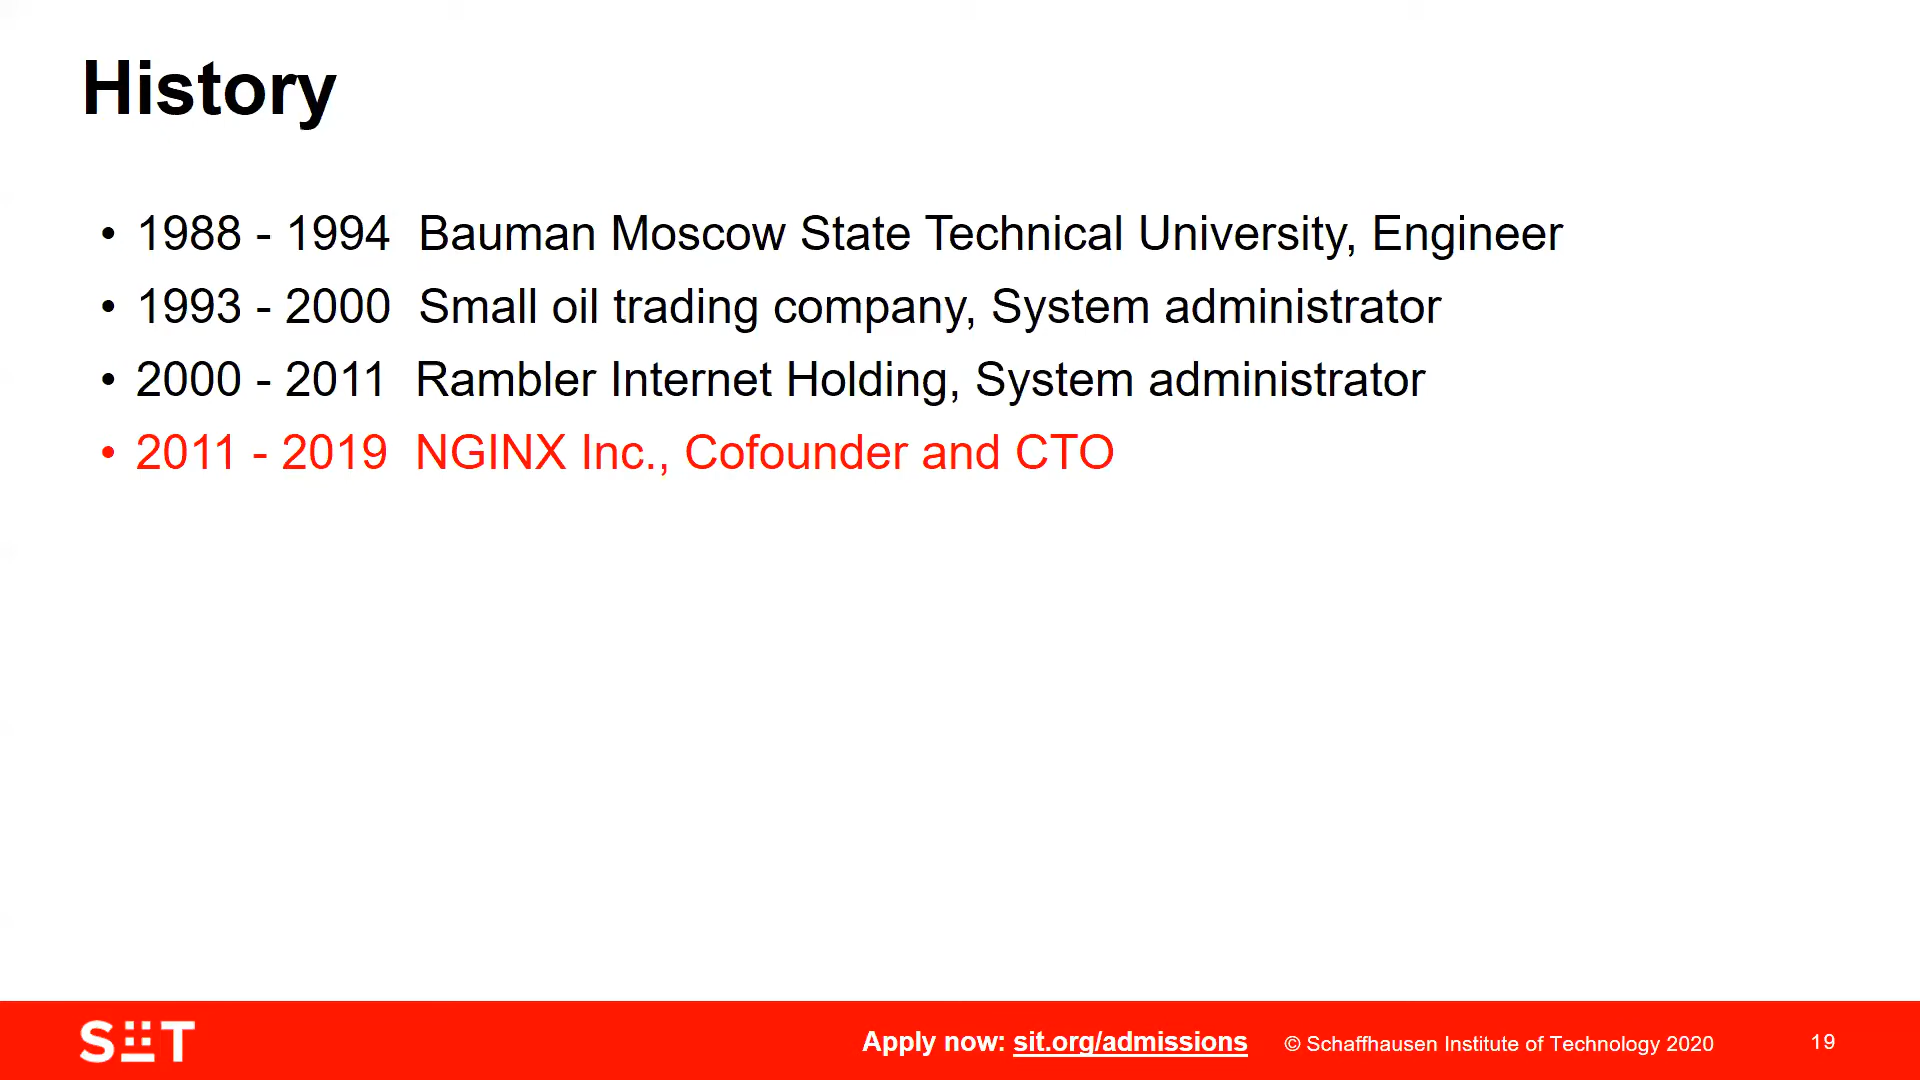 History
• 1988 - 1994 Bauman Moscow State Technical University, Engineer
• 1993 - 2000 Small oil trading company, System administrator
• 2000 - 2011 Rambler Internet Holding, System administrator
• 2011 - 2019 NGINX Inc., Cofounder and CTO
SIT Apply now: sit.org/admissions © Schaffhausen Institute of Technology 2020 19